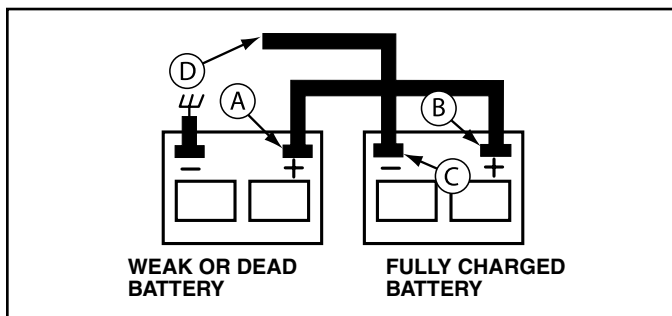 D
A
B
C
− + − +
WEAK OR DEAD
BATTERY
FULLY CHARGED
BATTERY